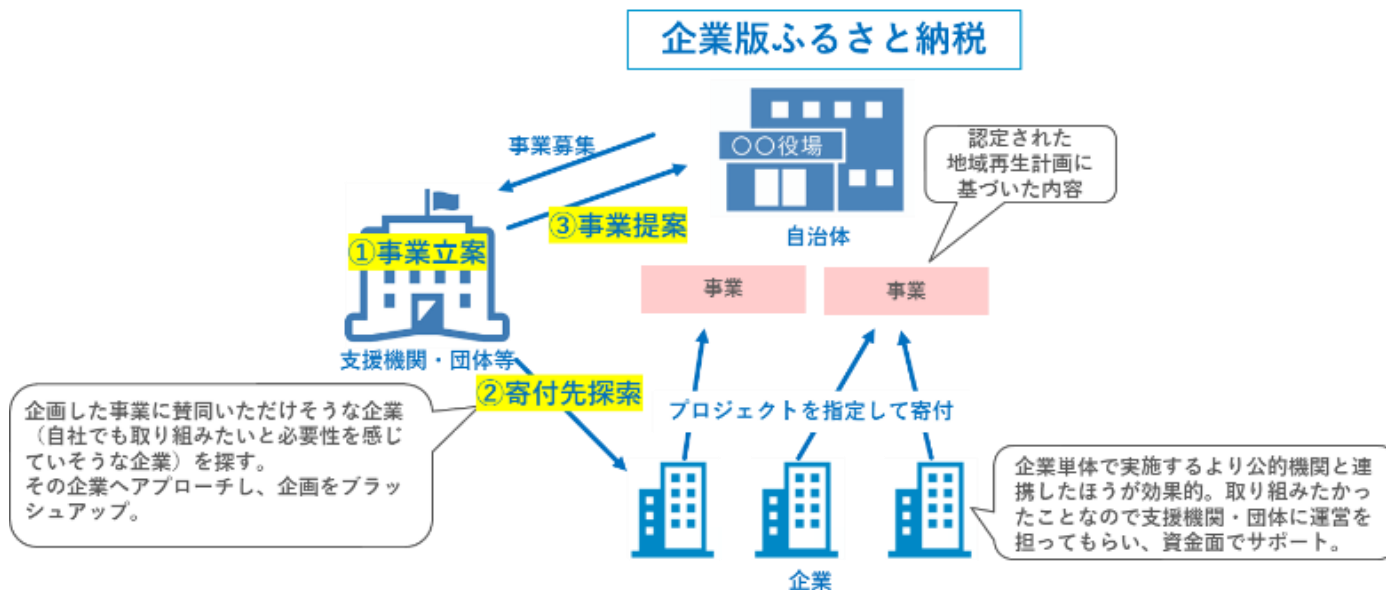 企業版ふるさと納税
事業募集
〇〇役場
認定された
地域再生計画に
基づいた内容
③事業提案
自治体
①事業立案
事業
事業
支援機関・団体等
②寄付先探索
プロジェクトを指定して寄付
企画した事業に賛同いただけそうな企業
（自社でも取り組みたいと必要性を感じ
ていそうな企業）を探す。
その企業へアプローチし、企画をブラッ
シュアップ。
企業単体で実施するより公的機関と連
携したほうが効果的。取り組みたかっ
たことなので支援機関・団体に運営を
担ってもらい、資金面でサポート。
企業